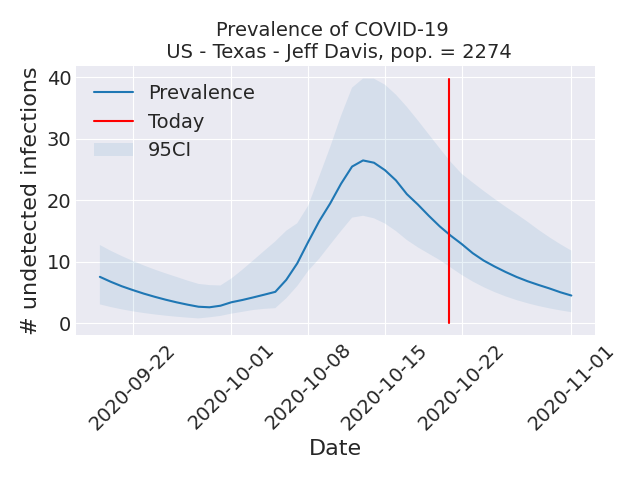 Prevalence of COVID-19
US - Texas - Jeff Davis, pop. = 2274
# undetected infections
40
30
20
10
0
Prevalence
Today
95CI
2020-09-22
2020-10-01
2020-10-08
2020-10-15
2020-10-22
2020-11-01
Date